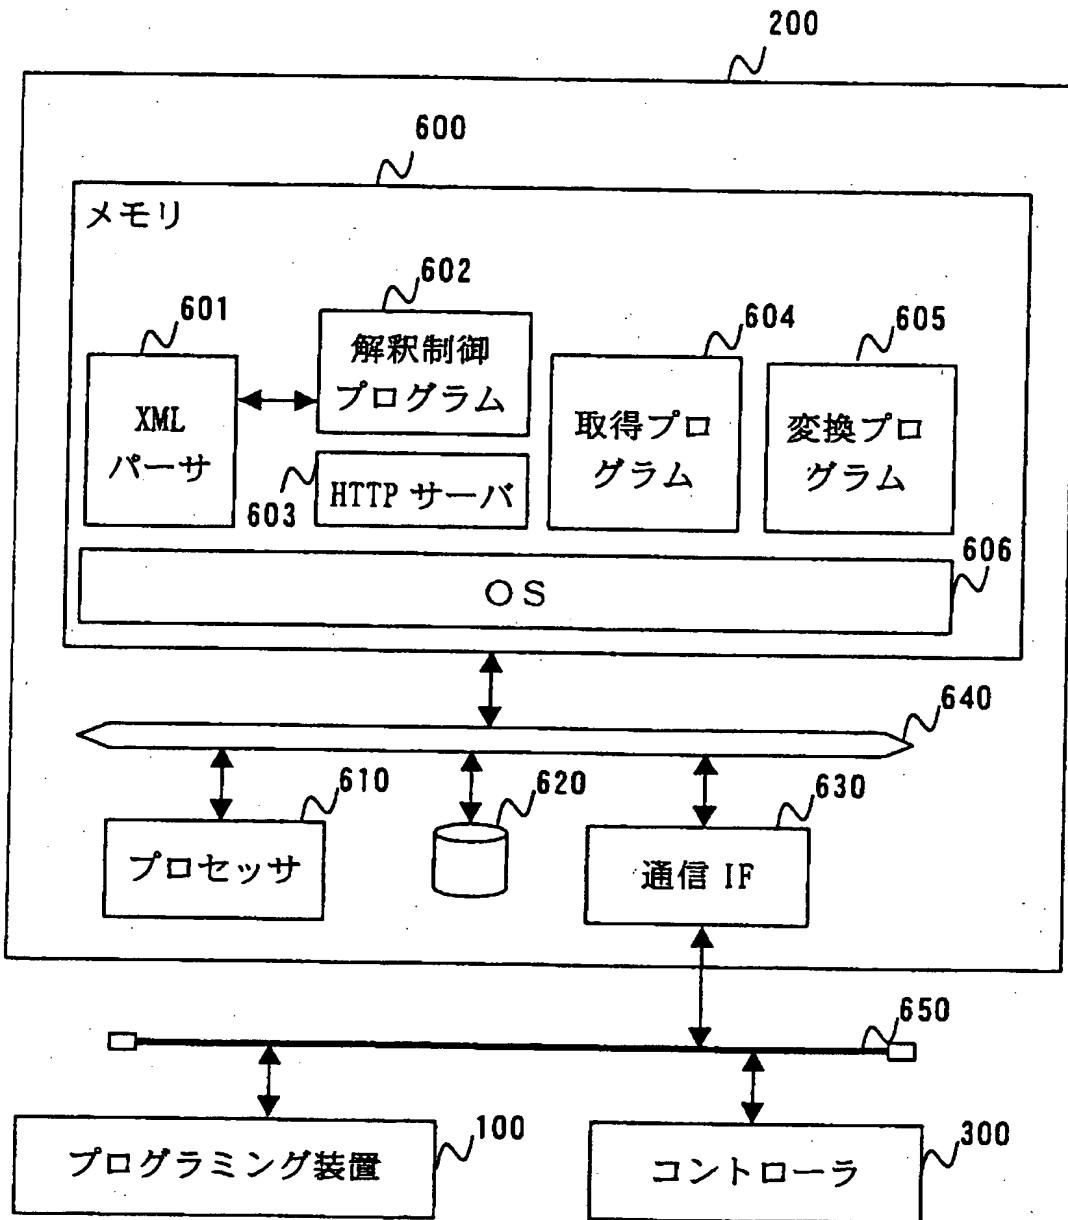 200
600
メモリ
602
601
解釈制御
プログラム
604
605
XML
パーサ
取得プロ
グラム
変換プロ
グラム
603
HTTP サーバ
606
OS
640
610
620
630
プロセッサ
通信 IF
650
100
300
プログラミング装置
コントローラ